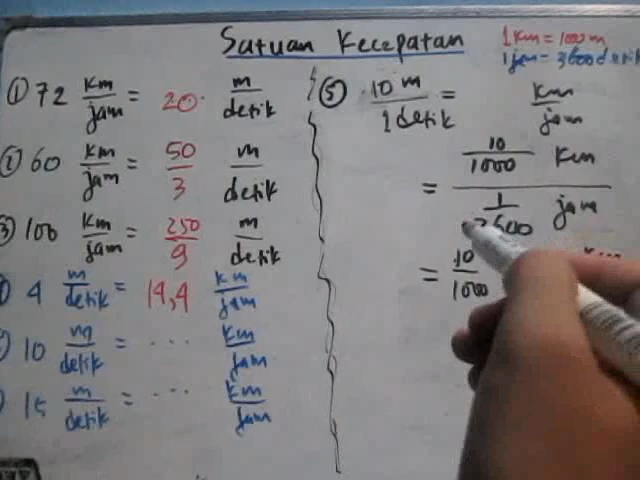 Satuan Kecepatan
1 Km = 1000 m
1 jam = 3600 detik
① 72 Km/jam = 20 m/detik
60 Km/jam = 50/3 m/detik
③ 100 Km/jam = 250/9 m/detik
4 m/detik = 14,4 Km/jam
10 m/detik = ... Km/jam
15 m/detik = ... Km/jam
⑤ 10 m / 1 detik = Km/jam
= 10/1000 Km / 1/3600 jam
= 10/1000